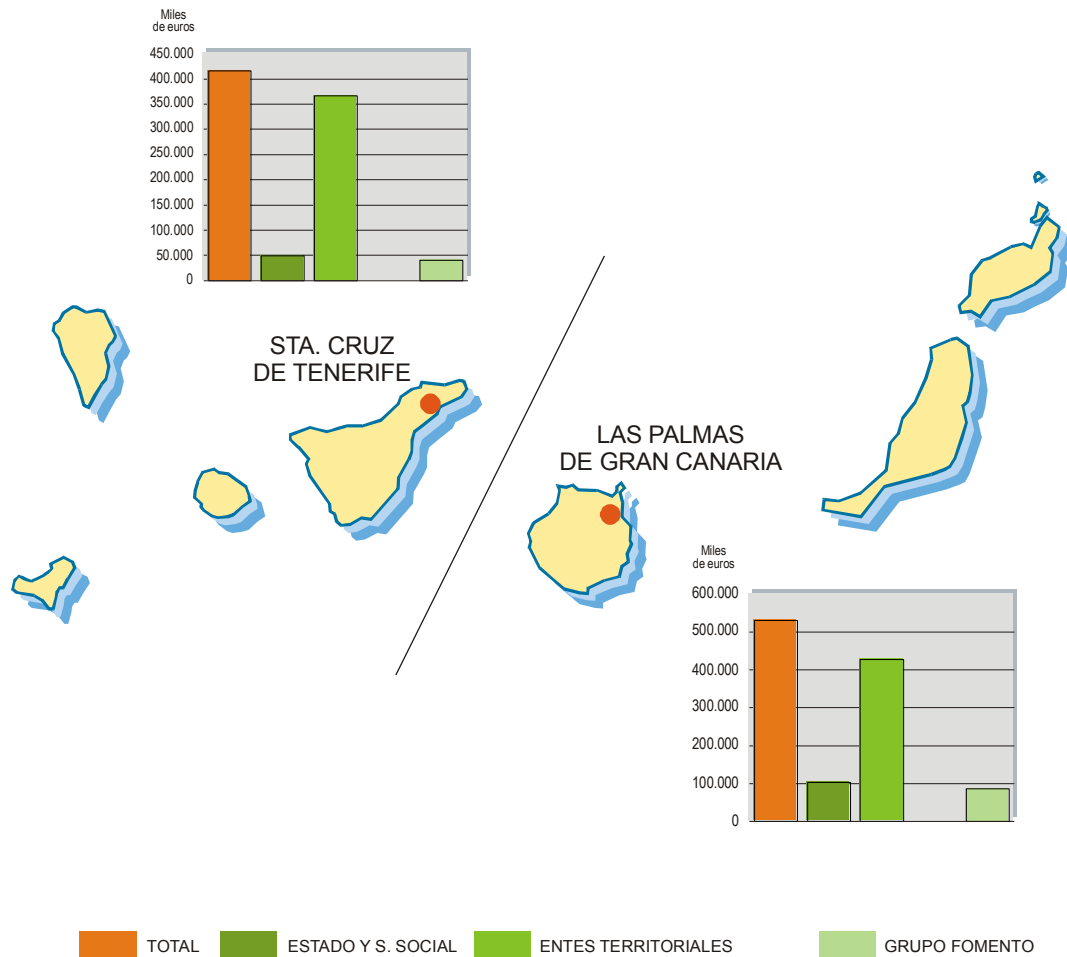 Miles
de euros
450.000
400.000
350.000
300.000
250.000
200.000
150.000
100.000
50.000
0
STA. CRUZ
DE TENERIFE
LAS PALMAS
DE GRAN CANARIA
Miles
de euros
600.000
500.000
400.000
300.000
200.000
100.000
0
TOTAL
ESTADO Y S. SOCIAL
ENTES TERRITORIALES
GRUPO FOMENTO